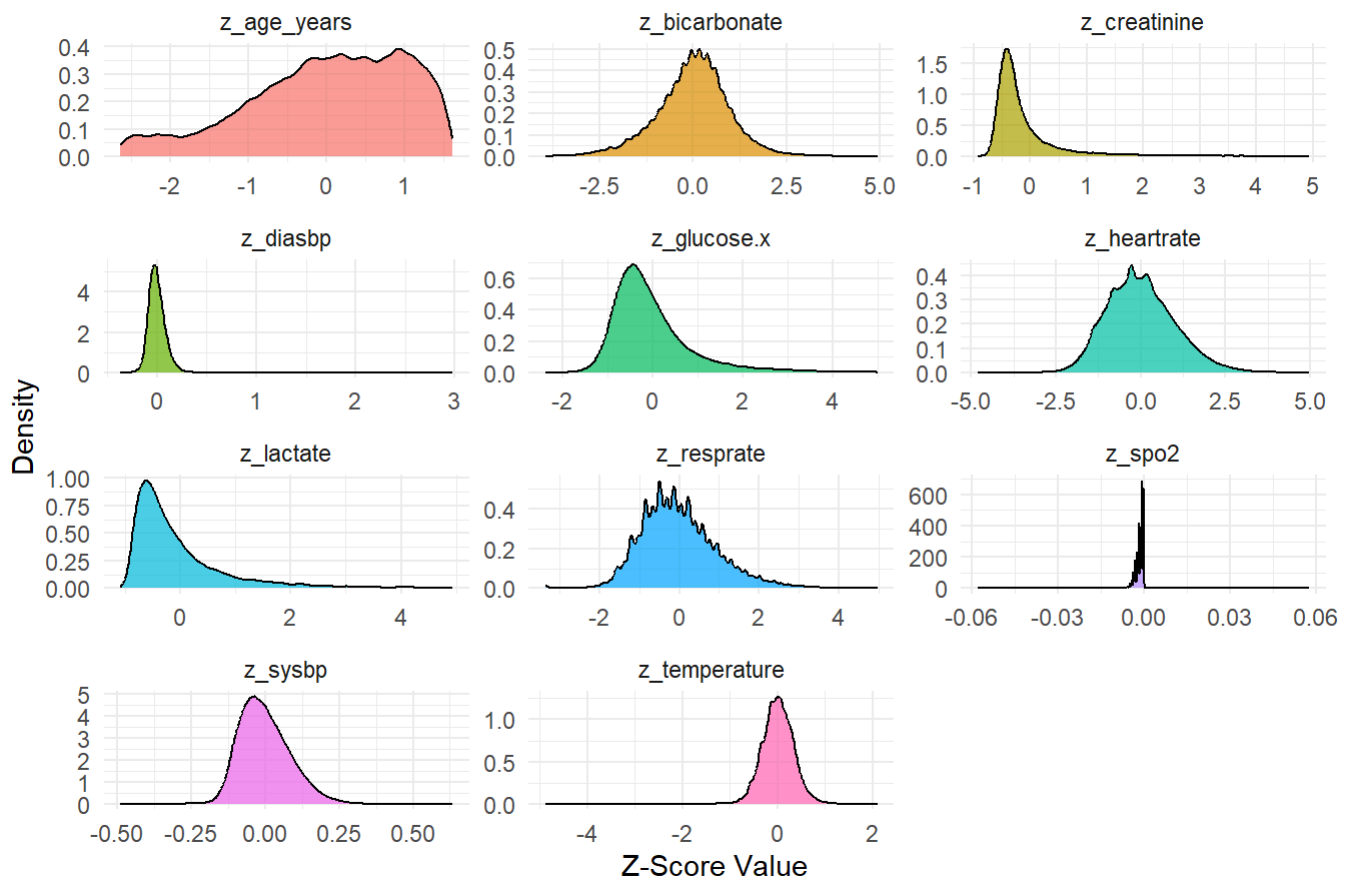 z_age_years z_bicarbonate z_creatinine
0.4 0.3 0.2 0.1 0.0
0.5 0.4 0.3 0.2 0.1 0.0
1.5 1.0 0.5 0.0
-2 -1 0 1
-2.5 0.0 2.5 5.0
-1 0 1 2 3 4 5
z_diasbp z_glucose.x z_heartrate
4 2 0
0.6 0.4 0.2 0.0
0.4 0.3 0.2 0.1 0.0
0 1 2 3
-2 0 2 4
-5.0 -2.5 0.0 2.5 5.0
Density
z_lactate z_resprate z_spo2
1.00 0.75 0.50 0.25 0.00
0.4 0.2 0.0
600 400 200 0
0 2 4
-2 0 2 4
-0.06 -0.03 0.00 0.03 0.06
z_sysbp z_temperature
5 4 3 2 1 0
1.0 0.5 0.0
-0.50 -0.25 0.00 0.25 0.50
-4 -2 0 2
Z-Score Value